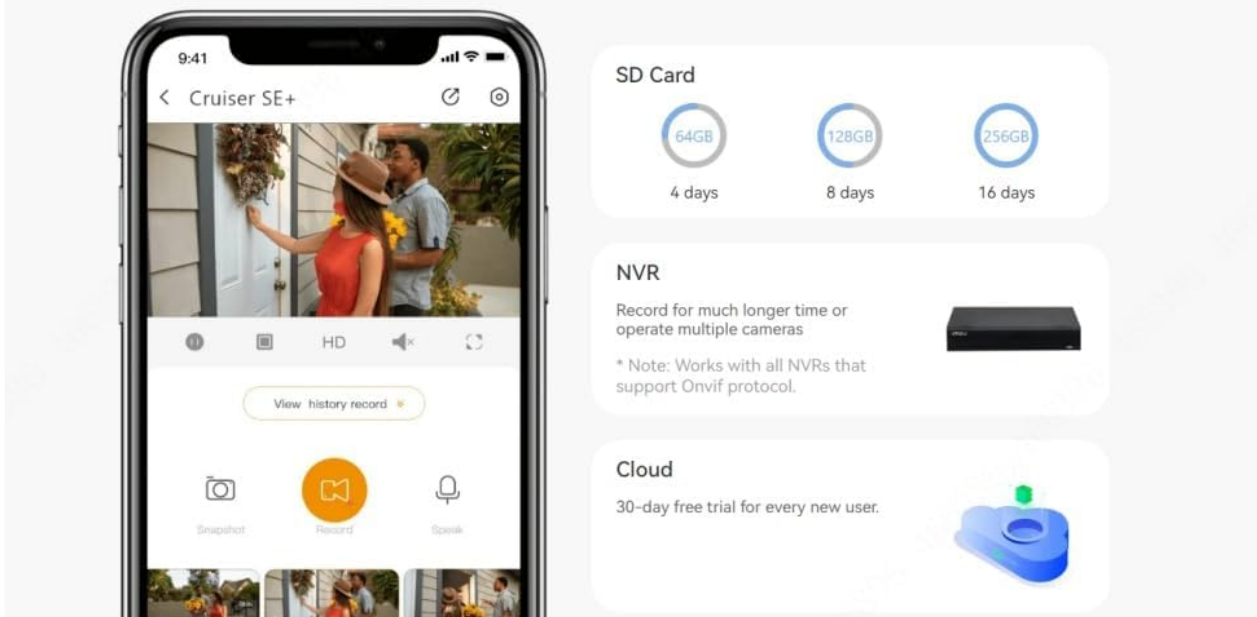 9:41
Cruiser SE+
HD
View history record
Snapshot
Record
Speak
SD Card
64GB
128GB
256GB
4 days
8 days
16 days
NVR
Record for much longer time or
operate multiple cameras
* Note: Works with all NVRs that
support Onvif protocol.
Cloud
30-day free trial for every new user.